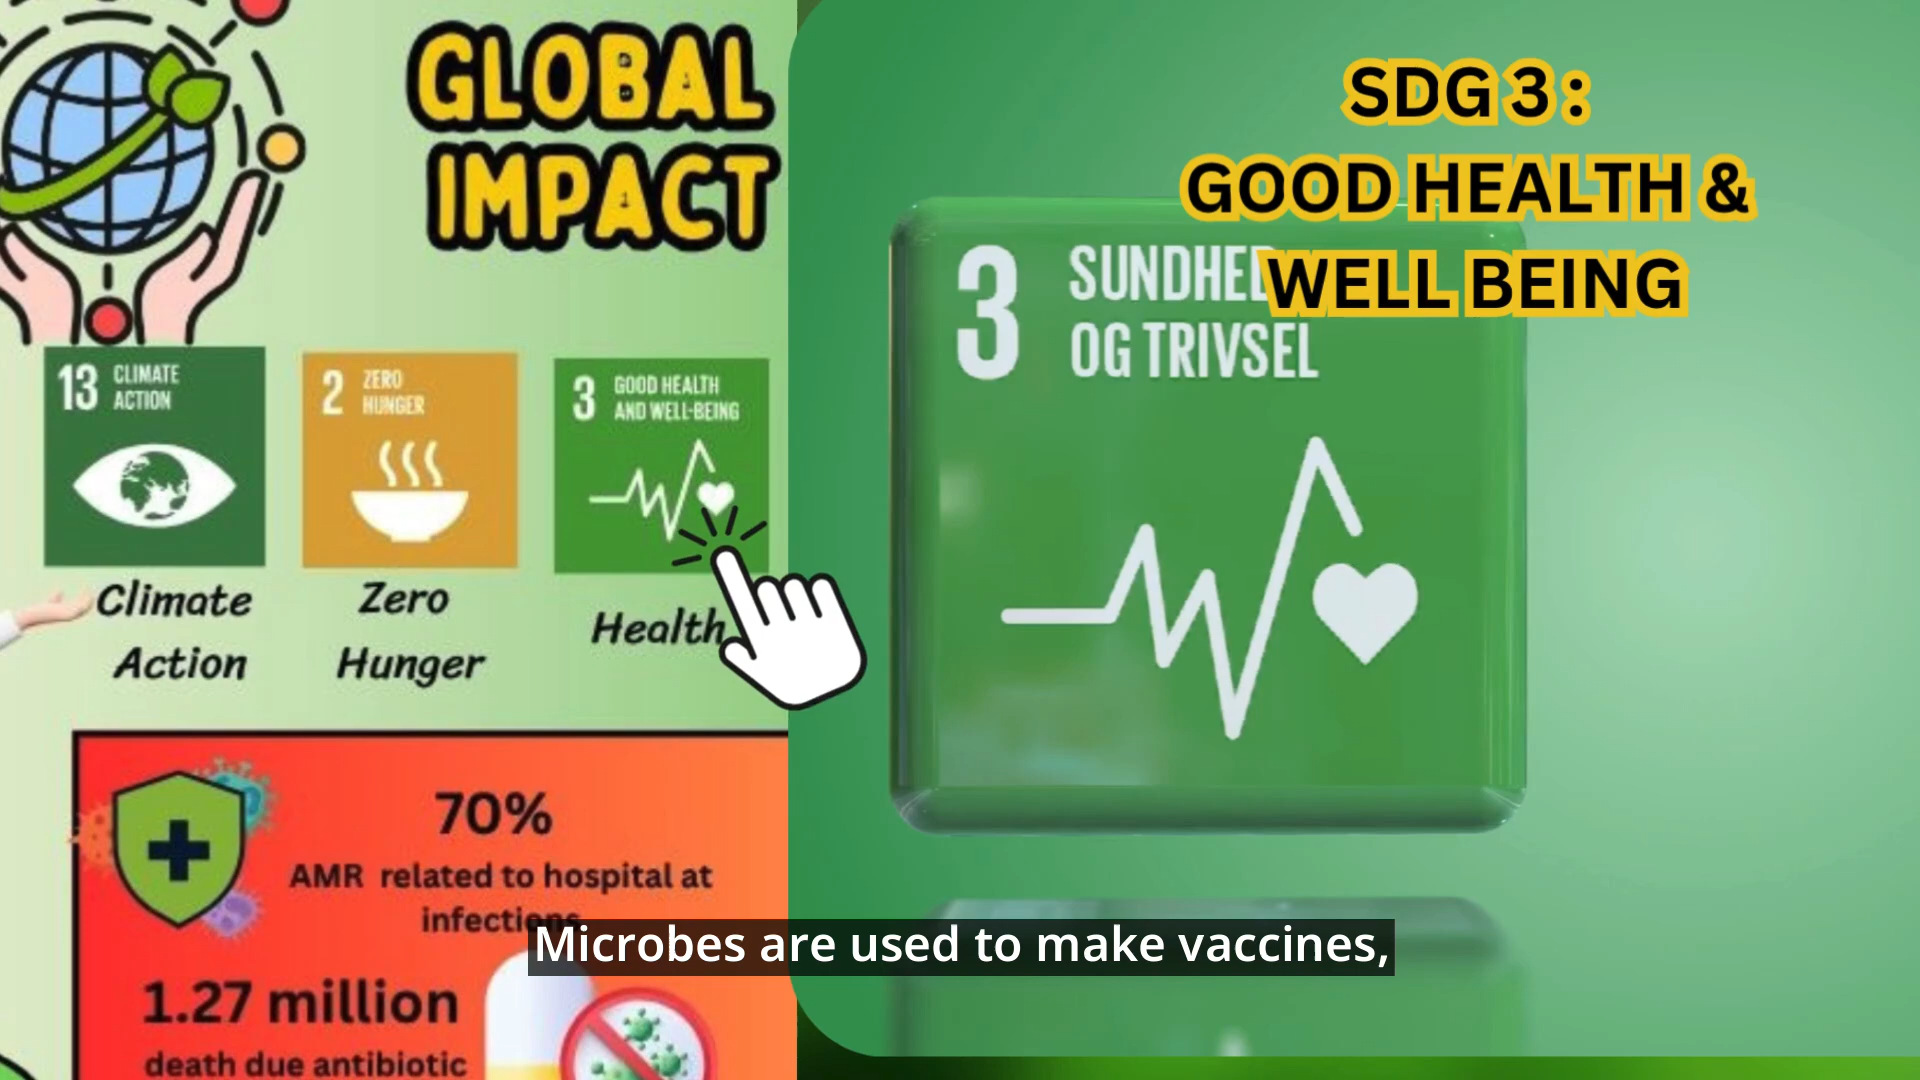 GLOBAL
IMPACT
13 CLIMATE
ACTION
2 ZERO
HUNGER
3 GOOD HEALTH
AND WELL-BEING
Climate
Action
Zero
Hunger
Health
70%
AMR related to hospital at
infections
1.27 million
death due antibiotic
SDG 3 :
GOOD HEALTH &
WELL BEING
3 SUNDHED
OG TRIVSEL
Microbes are used to make vaccines,